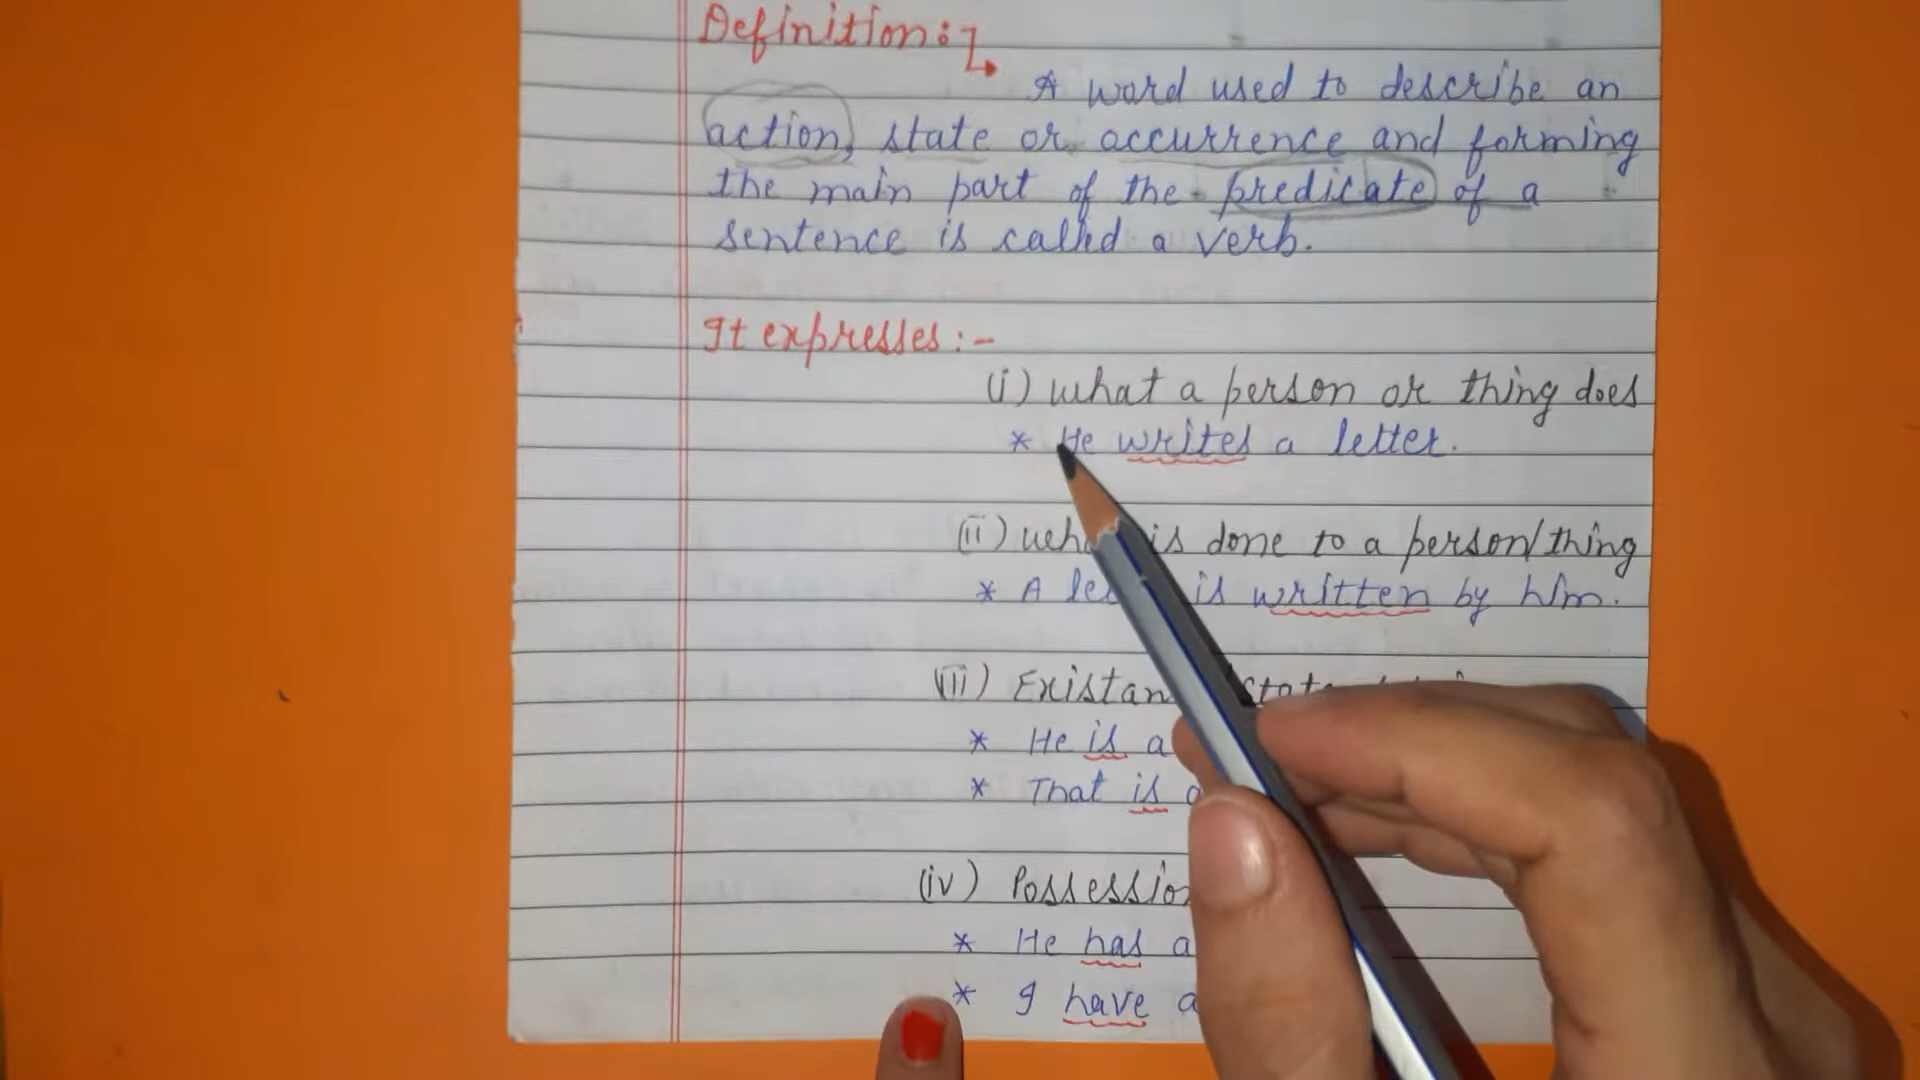 Definition:
A word used to describe an
action, state or occurrence and forming
the main part of the predicate of a
sentence is called a verb.
It expresses :-
(i) what a person or thing does
* He writes a letter.
(ii) is done to a person/thing
* A is written by him.
(iii)
* He is a
* That is
(iv)
* He has a
* I have a